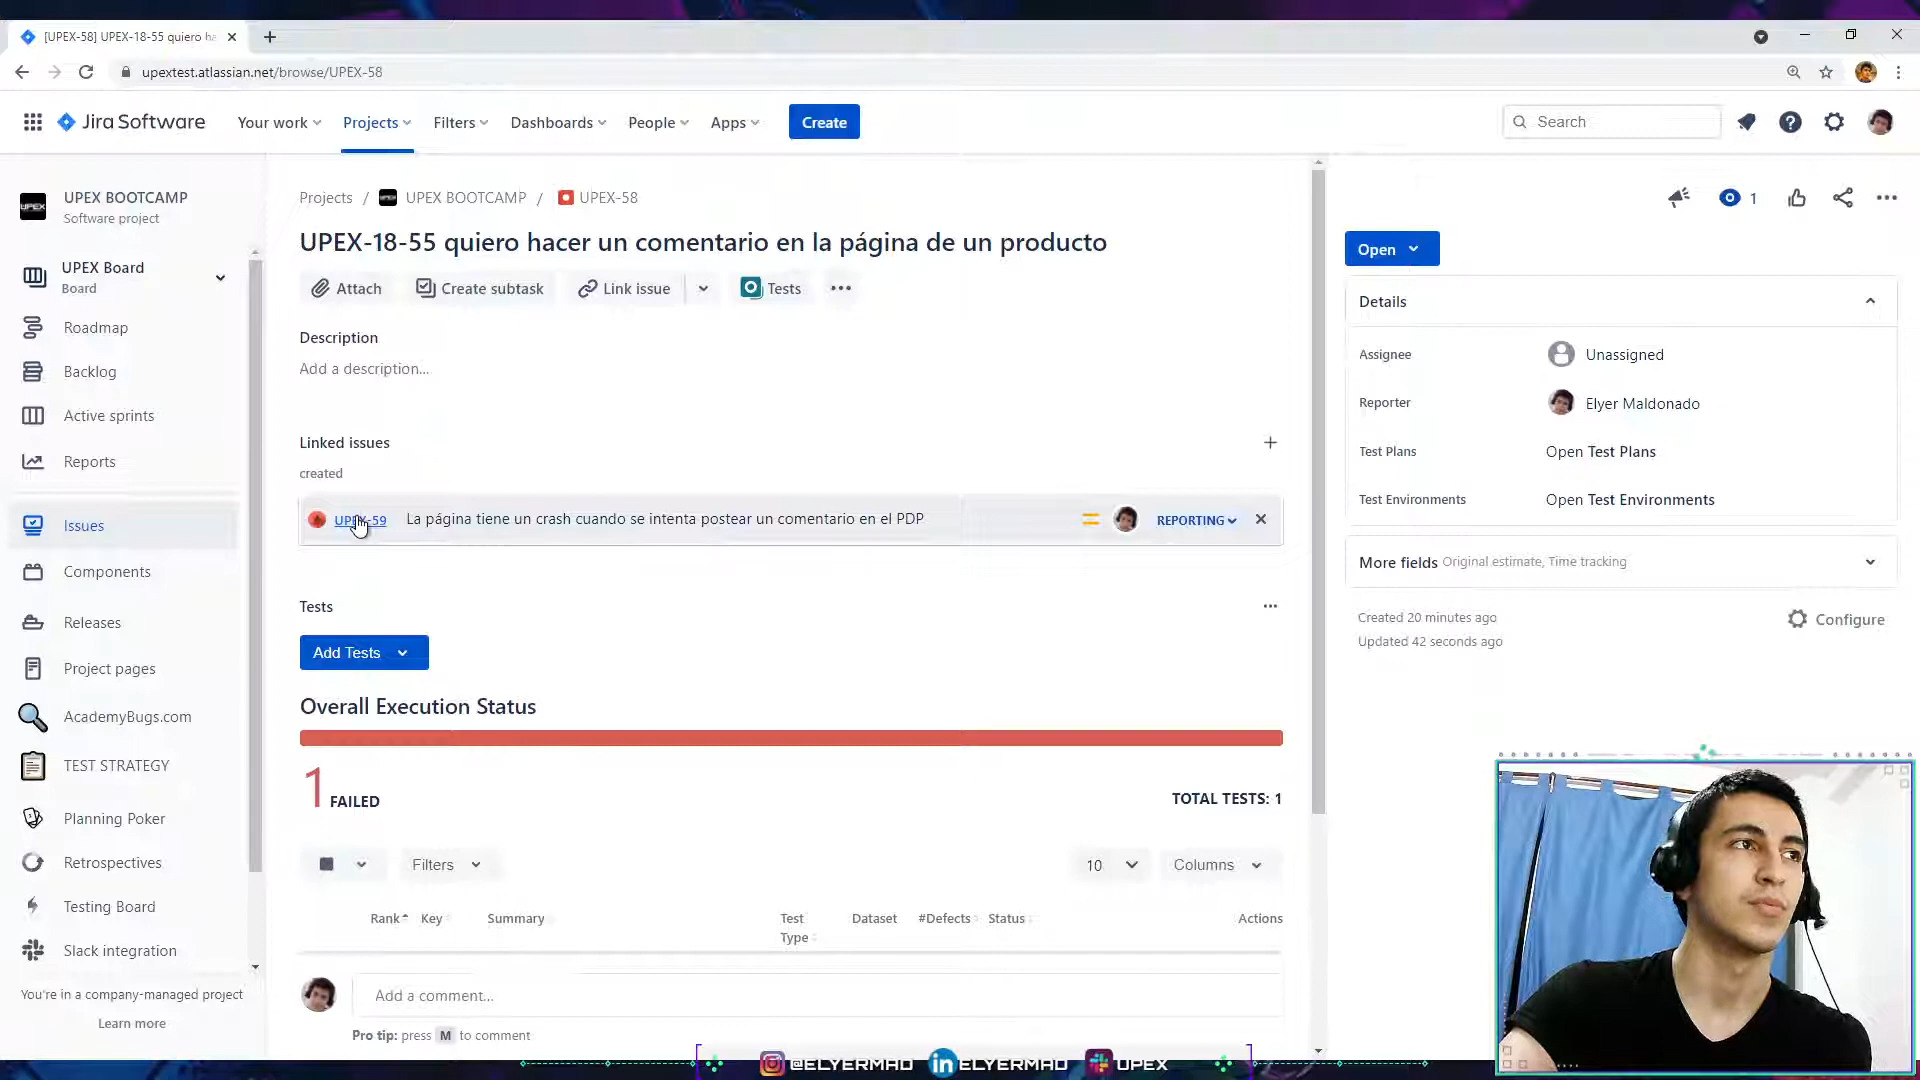 [UPEX-58] UPEX-18-55 quiero ha
upextest.atlassian.net/browse/UPEX-58
Jira Software
Your work
Projects
Filters
Dashboards
People
Apps
Create
Search
UPEX
UPEX BOOTCAMP
Software project
UPEX Board
Board
Roadmap
Backlog
Active sprints
Reports
Issues
Components
Releases
Project pages
AcademyBugs.com
TEST STRATEGY
Planning Poker
Retrospectives
Testing Board
Slack integration
You're in a company-managed project
Learn more
Projects / UPEX BOOTCAMP / UPEX-58
UPEX-18-55 quiero hacer un comentario en la página de un producto
Attach
Create subtask
Link issue
Tests
Description
Add a description...
Linked issues
created
UPEX-59 La página tiene un crash cuando se intenta postear un comentario en el PDP REPORTING
Tests
Add Tests
Overall Execution Status
1 FAILED
TOTAL TESTS: 1
Filters
10
Columns
Rank Key Summary Test Type Dataset #Defects Status Actions
Add a comment...
Pro tip: press M to comment
1
Open
Details
Assignee Unassigned
Reporter Elyer Maldonado
Test Plans Open Test Plans
Test Environments Open Test Environments
More fields Original estimate, Time tracking
Created 20 minutes ago
Updated 42 seconds ago
Configure
@ELYERMAD in ELYERMAD UPEX